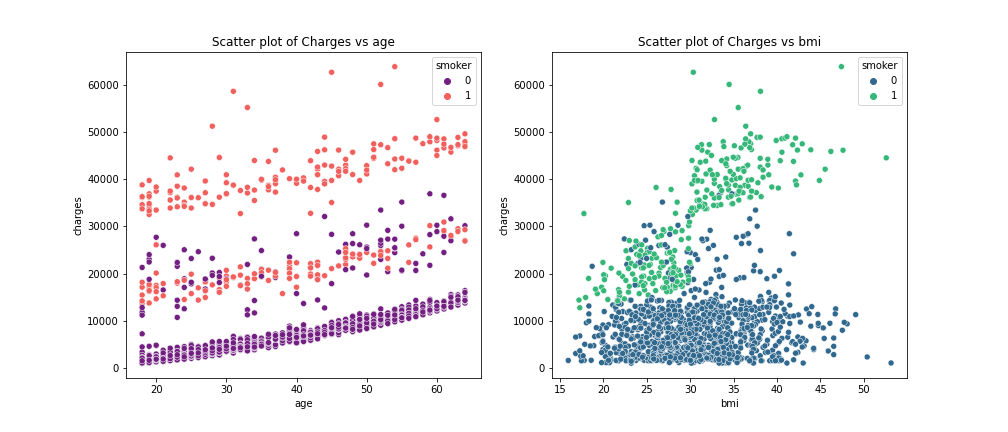 Scatter plot of Charges vs age
charges
60000
50000
40000
30000
20000
10000
0
20 30 40 50 60
age
smoker
0
1
Scatter plot of Charges vs bmi
charges
60000
50000
40000
30000
20000
10000
0
15 20 25 30 35 40 45 50
bmi
smoker
0
1